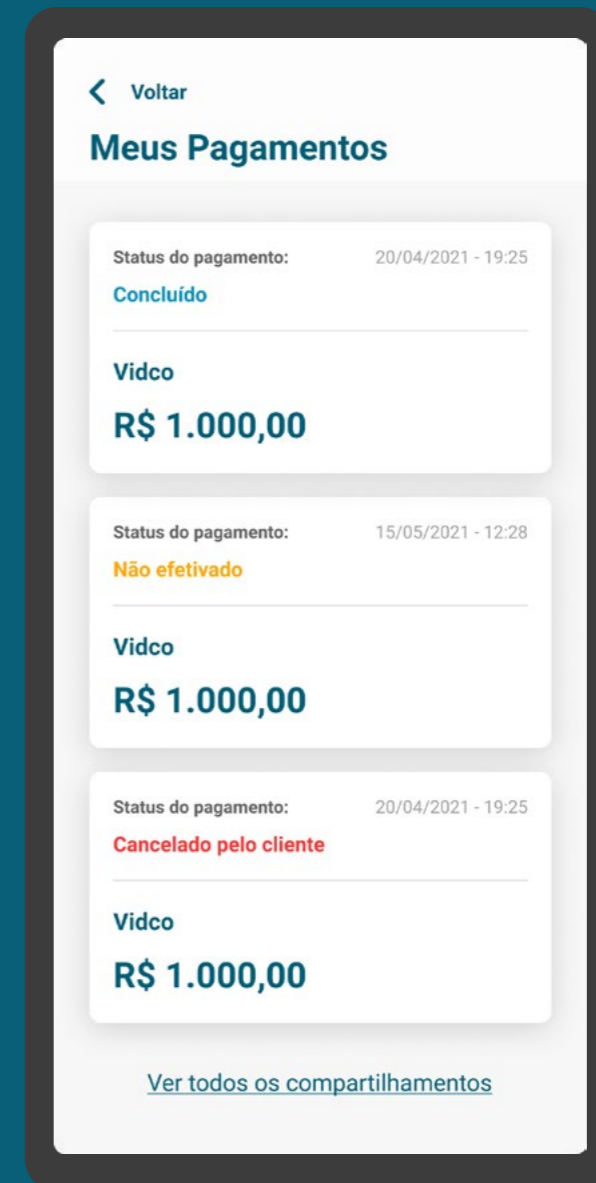 Voltar
Meus Pagamentos
Status do pagamento: 20/04/2021 - 19:25
Concluído
Vidco
R$ 1.000,00
Status do pagamento: 15/05/2021 - 12:28
Não efetivado
Vidco
R$ 1.000,00
Status do pagamento: 20/04/2021 - 19:25
Cancelado pelo cliente
Vidco
R$ 1.000,00
Ver todos os compartilhamentos